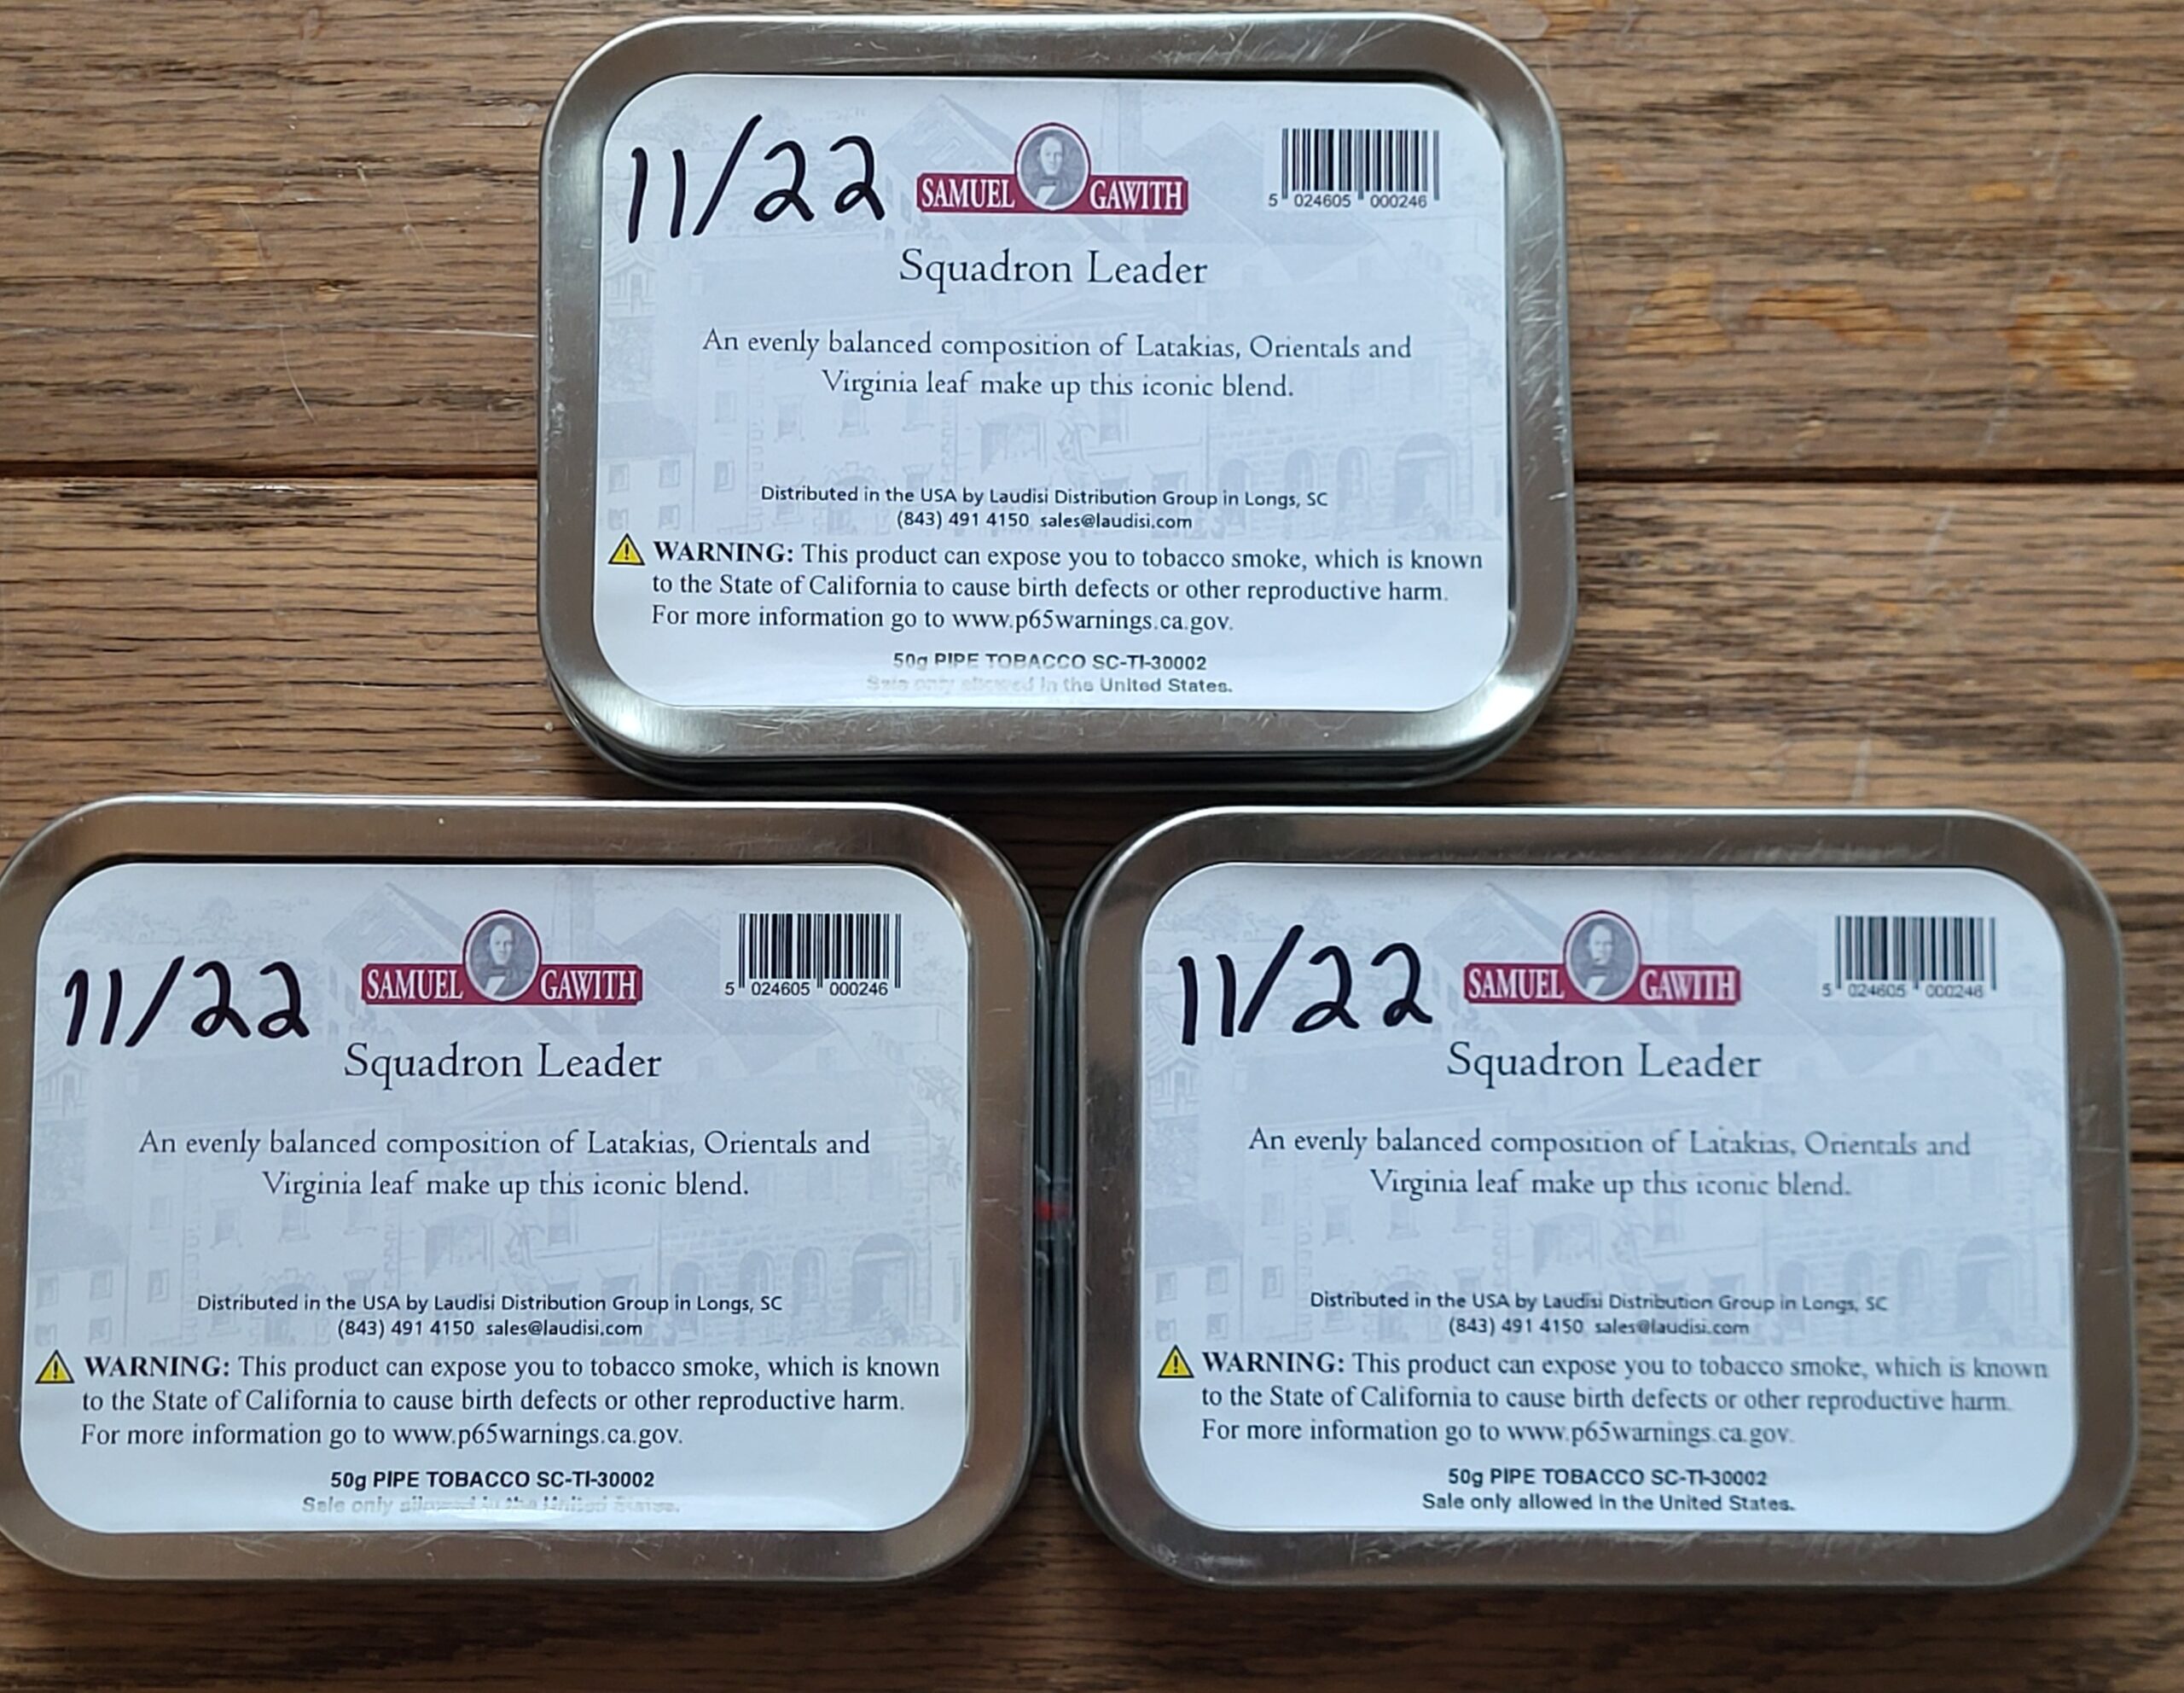 11/22
SAMUEL GAWITH
5 024605 000246
Squadron Leader
An evenly balanced composition of Latakias, Orientals and
Virginia leaf make up this iconic blend.
Distributed in the USA by Laudisi Distribution Group in Longs, SC
(843) 491 4150 sales@laudisi.com
WARNING: This product can expose you to tobacco smoke, which is known
to the State of California to cause birth defects or other reproductive harm.
For more information go to www.p65warnings.ca.gov.
50g PIPE TOBACCO SC-TI-30002
Sale only allowed in the United States.
11/22
SAMUEL GAWITH
5 024605 000246
Squadron Leader
An evenly balanced composition of Latakias, Orientals and
Virginia leaf make up this iconic blend.
Distributed in the USA by Laudisi Distribution Group in Longs, SC
(843) 491 4150 sales@laudisi.com
WARNING: This product can expose you to tobacco smoke, which is known
to the State of California to cause birth defects or other reproductive harm.
For more information go to www.p65warnings.ca.gov.
50g PIPE TOBACCO SC-TI-30002
Sale only allowed in the United States.
11/22
SAMUEL GAWITH
5 024605 000246
Squadron Leader
An evenly balanced composition of Latakias, Orientals and
Virginia leaf make up this iconic blend.
Distributed in the USA by Laudisi Distribution Group in Longs, SC
(843) 491 4150 sales@laudisi.com
WARNING: This product can expose you to tobacco smoke, which is known
to the State of California to cause birth defects or other reproductive harm.
For more information go to www.p65warnings.ca.gov.
50g PIPE TOBACCO SC-TI-30002
Sale only allowed in the United States.